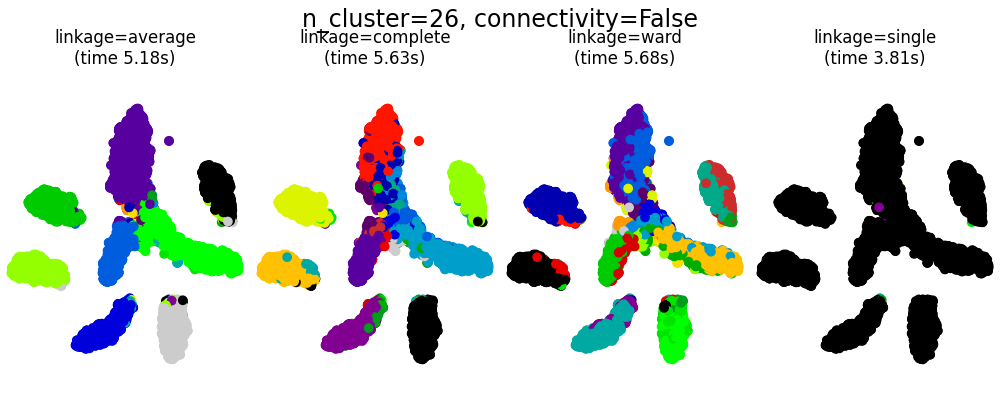 n_cluster=26, connectivity=False
linkage=average
(time 5.18s)
linkage=complete
(time 5.63s)
linkage=ward
(time 5.68s)
linkage=single
(time 3.81s)